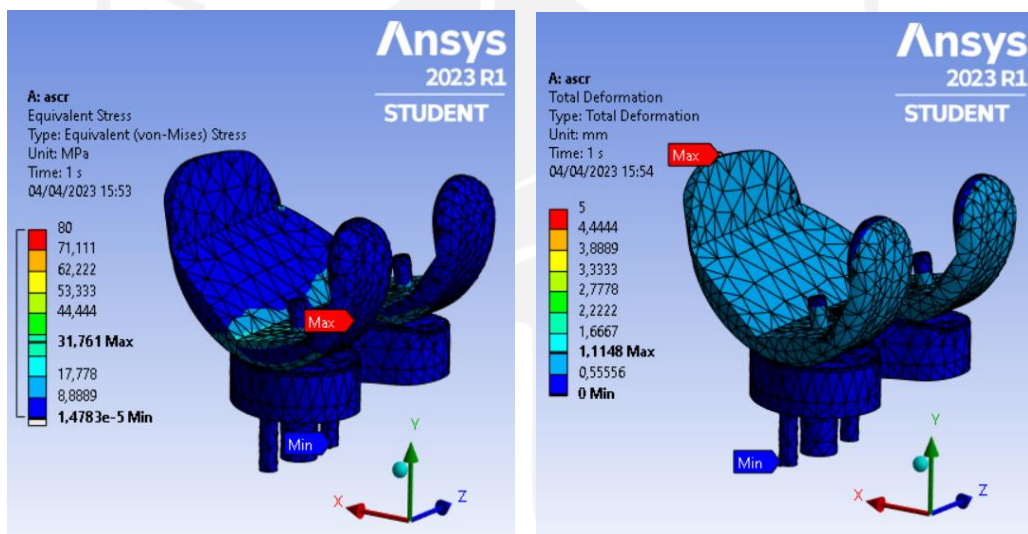 Ansys
2023 R1
STUDENT
A: ascr
Equivalent Stress
Type: Equivalent (von-Mises) Stress
Unit: MPa
Time: 1 s
04/04/2023 15:53
80
71,111
62,222
53,333
44,444
31,761 Max
17,778
8,8889
1,4783e-5 Min
Max
Min
Y
X
Z
Ansys
2023 R1
STUDENT
A: ascr
Total Deformation
Type: Total Deformation
Unit: mm
Time: 1 s
04/04/2023 15:54
5
4,4444
3,8889
3,3333
2,7778
2,2222
1,6667
1,1148 Max
0,55556
0 Min
Max
Min
Y
X
Z